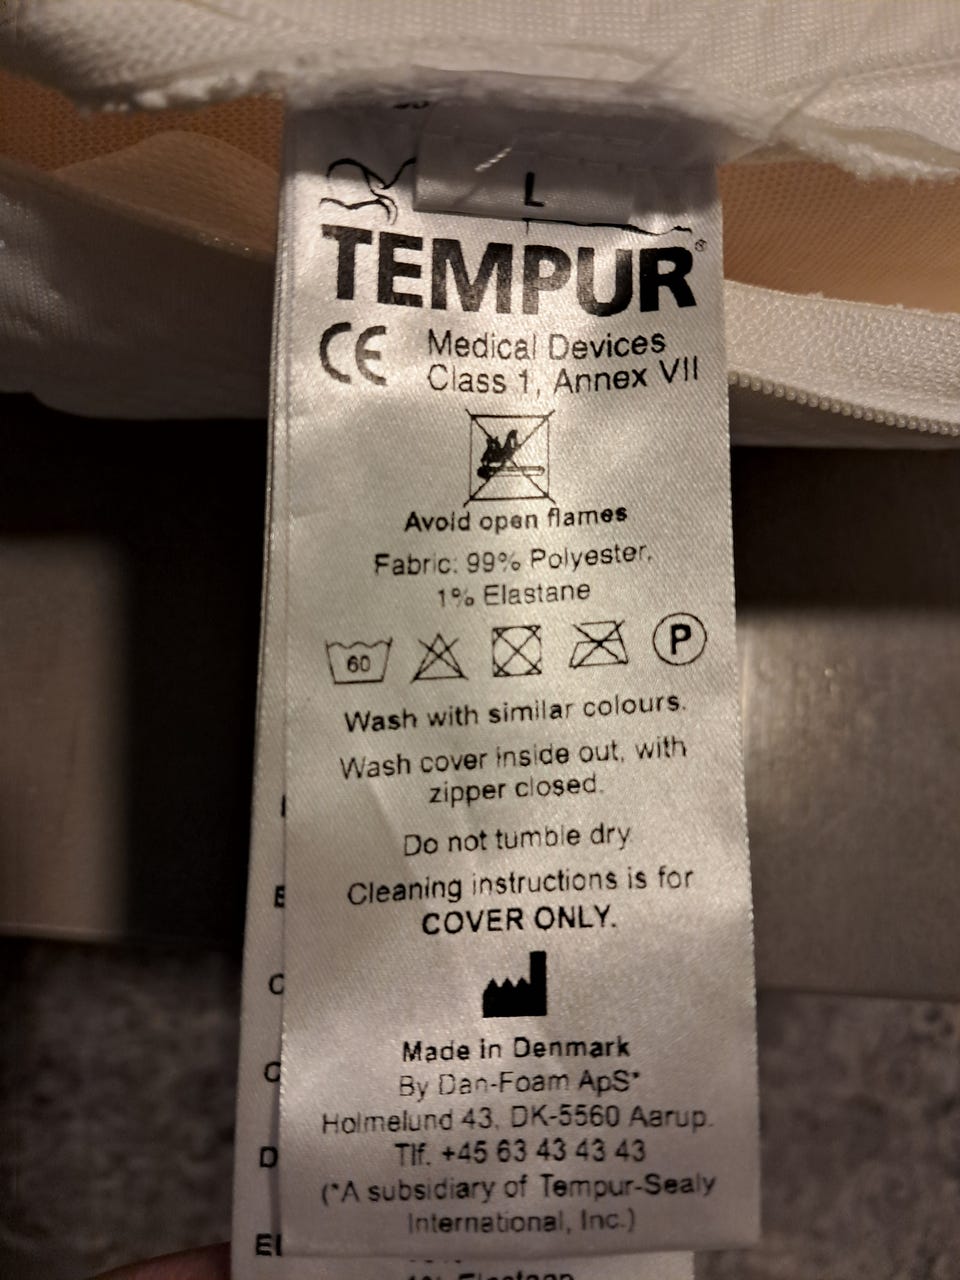 L
TEMPUR®
CE Medical Devices
Class 1, Annex VII
Avoid open flames
Fabric: 99% Polyester,
1% Elastane
60 P
Wash with similar colours.
Wash cover inside out, with
zipper closed.
Do not tumble dry
Cleaning instructions is for
COVER ONLY.
Made in Denmark
By Dan-Foam ApS*
Holmelund 43, DK-5560 Aarup.
Tlf. +45 63 43 43 43
(*A subsidiary of Tempur-Sealy
International, Inc.)